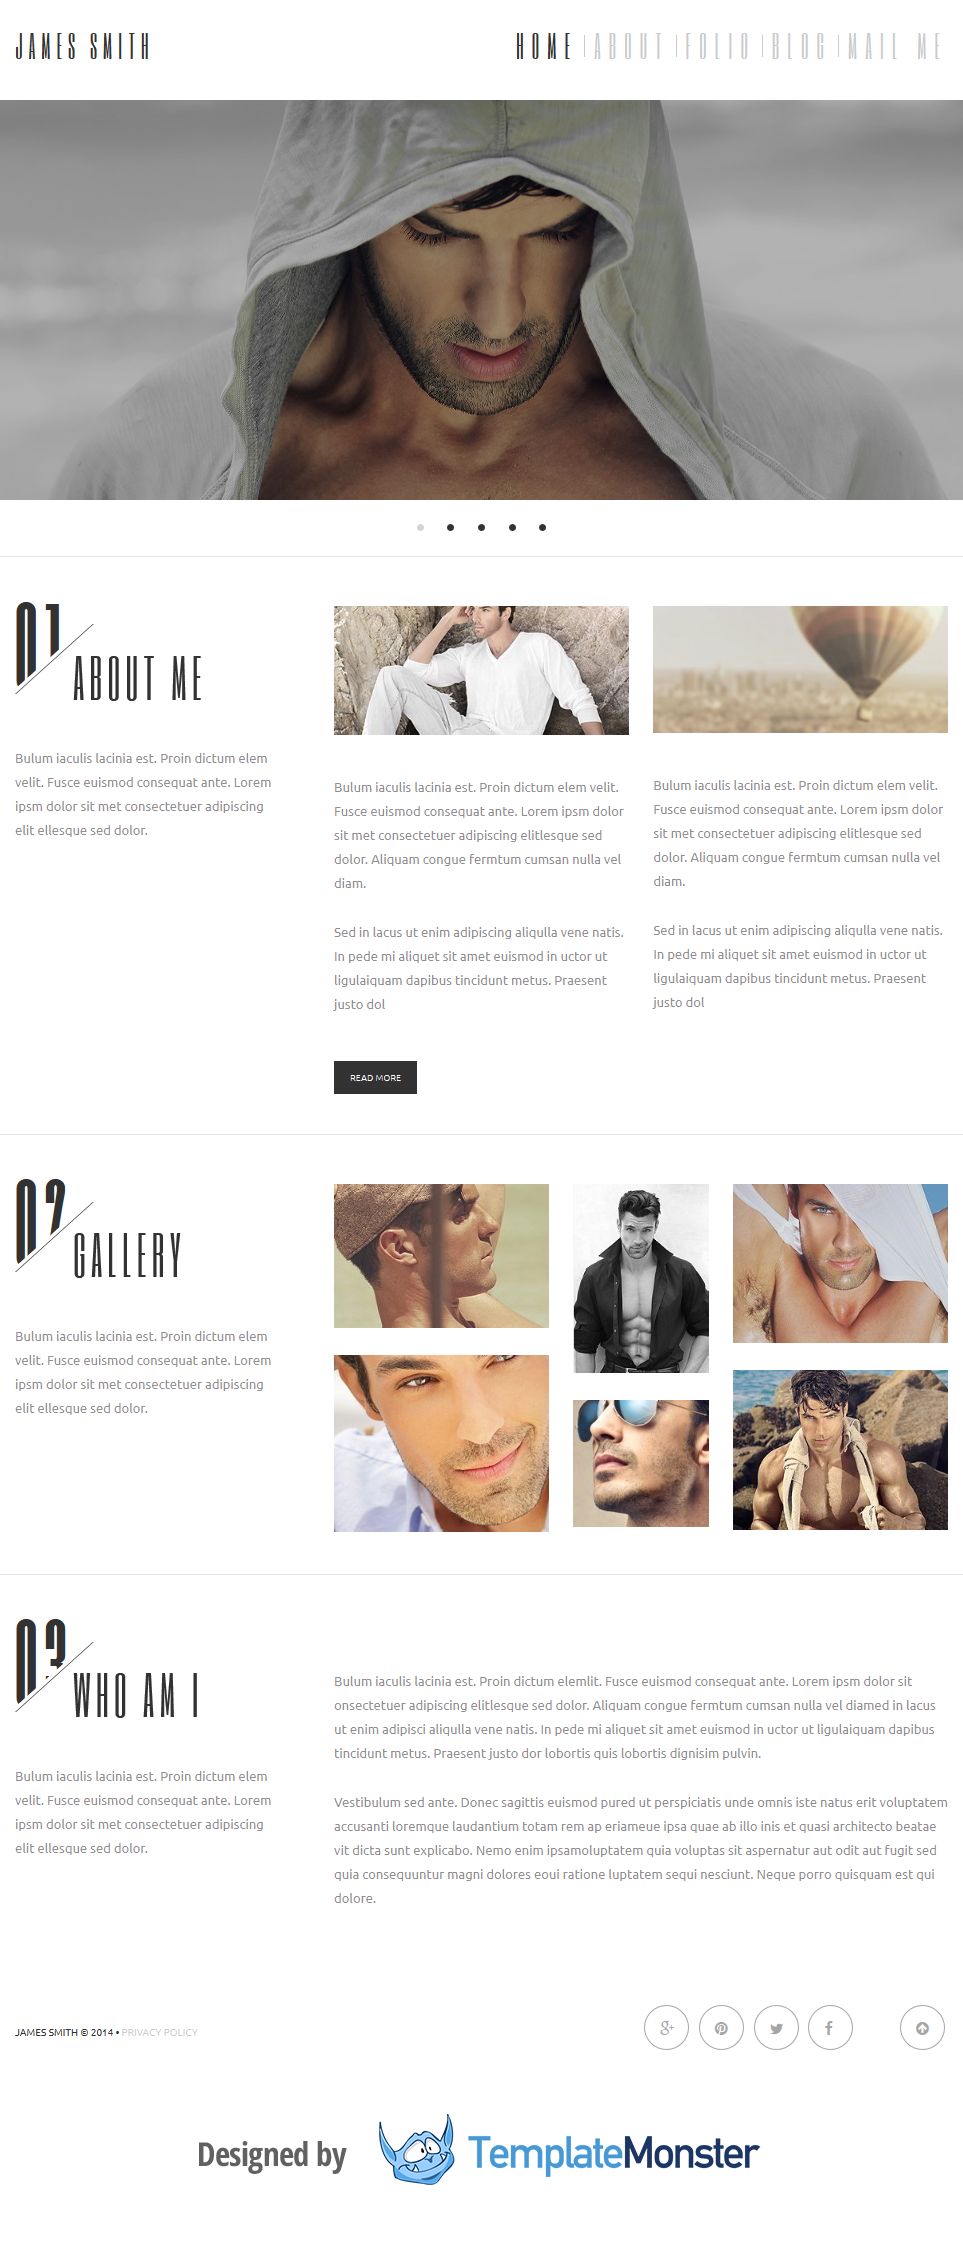 JAMES SMITH
HOME | ABOUT | FOLIO | BLOG | MAIL ME
01
ABOUT ME
Bulum iaculis lacinia est. Proin dictum elem
velit. Fusce euismod consequat ante. Lorem
ipsm dolor sit met consectetuer adipiscing
elit ellesque sed dolor.
Bulum iaculis lacinia est. Proin dictum elem velit.
Fusce euismod consequat ante. Lorem ipsm dolor
sit met consectetuer adipiscing elitlesque sed
dolor. Aliquam congue fermtum cumsan nulla vel
diam.
Sed in lacus ut enim adipiscing aliqulla vene natis.
In pede mi aliquet sit amet euismod in uctor ut
ligulaiquam dapibus tincidunt metus. Praesent
justo dol
READ MORE
Bulum iaculis lacinia est. Proin dictum elem velit.
Fusce euismod consequat ante. Lorem ipsm dolor
sit met consectetuer adipiscing elitlesque sed
dolor. Aliquam congue fermtum cumsan nulla vel
diam.
Sed in lacus ut enim adipiscing aliqulla vene natis.
In pede mi aliquet sit amet euismod in uctor ut
ligulaiquam dapibus tincidunt metus. Praesent
justo dol
02
GALLERY
Bulum iaculis lacinia est. Proin dictum elem
velit. Fusce euismod consequat ante. Lorem
ipsm dolor sit met consectetuer adipiscing
elit ellesque sed dolor.
03
WHO AM I
Bulum iaculis lacinia est. Proin dictum elem
velit. Fusce euismod consequat ante. Lorem
ipsm dolor sit met consectetuer adipiscing
elit ellesque sed dolor.
Bulum iaculis lacinia est. Proin dictum elemlit. Fusce euismod consequat ante. Lorem ipsm dolor sit
onsectetuer adipiscing elitlesque sed dolor. Aliquam congue fermtum cumsan nulla vel diamed in lacus
ut enim adipisci aliqulla vene natis. In pede mi aliquet sit amet euismod in uctor ut ligulaiquam dapibus
tincidunt metus. Praesent justo dor lobortis quis lobortis dignisim pulvin.
Vestibulum sed ante. Donec sagittis euismod pured ut perspiciatis unde omnis iste natus erit voluptatem
accusanti loremque laudantium totam rem ap eriameue ipsa quae ab illo inis et quasi architecto beatae
vit dicta sunt explicabo. Nemo enim ipsamoluptatem quia voluptas sit aspernatur aut odit aut fugit sed
quia consequuntur magni dolores eoui ratione luptatem sequi nesciunt. Neque porro quisquam est qui
dolore.
JAMES SMITH © 2014 • PRIVACY POLICY
Designed by TemplateMonster